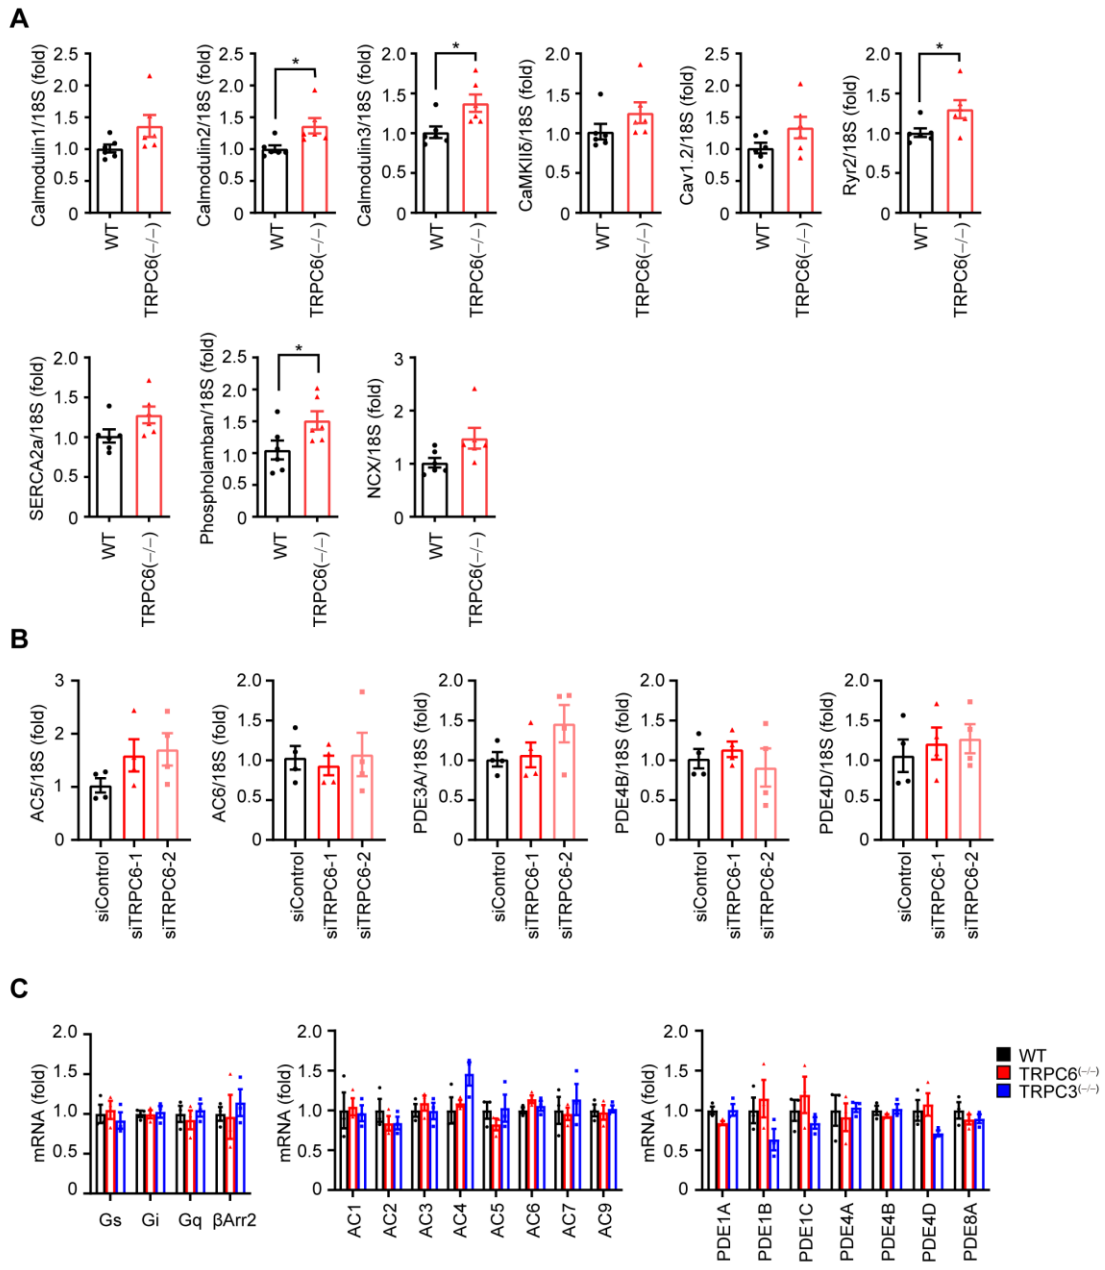 A
Calmodulin1/18S (fold)
2.5
2.0
1.5
1.0
0.5
0
WT
TRPC6(−/−)
Calmodulin2/18S (fold)
2.5
2.0
1.5
1.0
0.5
0
*
WT
TRPC6(−/−)
Calmodulin3/18S (fold)
2.0
1.5
1.0
0.5
0
*
WT
TRPC6(−/−)
CaMKIIδ/18S (fold)
2.0
1.5
1.0
0.5
0
WT
TRPC6(−/−)
Cav1.2/18S (fold)
2.5
2.0
1.5
1.0
0.5
0
WT
TRPC6(−/−)
Ryr2/18S (fold)
2.0
1.5
1.0
0.5
0
*
WT
TRPC6(−/−)
SERCA2a/18S (fold)
2.0
1.5
1.0
0.5
0
WT
TRPC6(−/−)
Phospholamban/18S (fold)
2.5
2.0
1.5
1.0
0.5
0
*
WT
TRPC6(−/−)
NCX/18S (fold)
3
2
1
0
WT
TRPC6(−/−)
B
AC5/18S (fold)
3
2
1
0
siControl
siTRPC6-1
siTRPC6-2
AC6/18S (fold)
2.0
1.5
1.0
0.5
0
siControl
siTRPC6-1
siTRPC6-2
PDE3A/18S (fold)
2.0
1.5
1.0
0.5
0
siControl
siTRPC6-1
siTRPC6-2
PDE4B/18S (fold)
2.0
1.5
1.0
0.5
0
siControl
siTRPC6-1
siTRPC6-2
PDE4D/18S (fold)
2.0
1.5
1.0
0.5
0
siControl
siTRPC6-1
siTRPC6-2
C
mRNA (fold)
2.0
1.5
1.0
0.5
0
Gs Gi Gq βArr2
mRNA (fold)
2.0
1.5
1.0
0.5
0
AC1
AC2
AC3
AC4
AC5
AC6
AC7
AC9
mRNA (fold)
2.0
1.5
1.0
0.5
0
PDE1A
PDE1B
PDE1C
PDE4A
PDE4B
PDE4D
PDE8A
WT
TRPC6(−/−)
TRPC3(−/−)